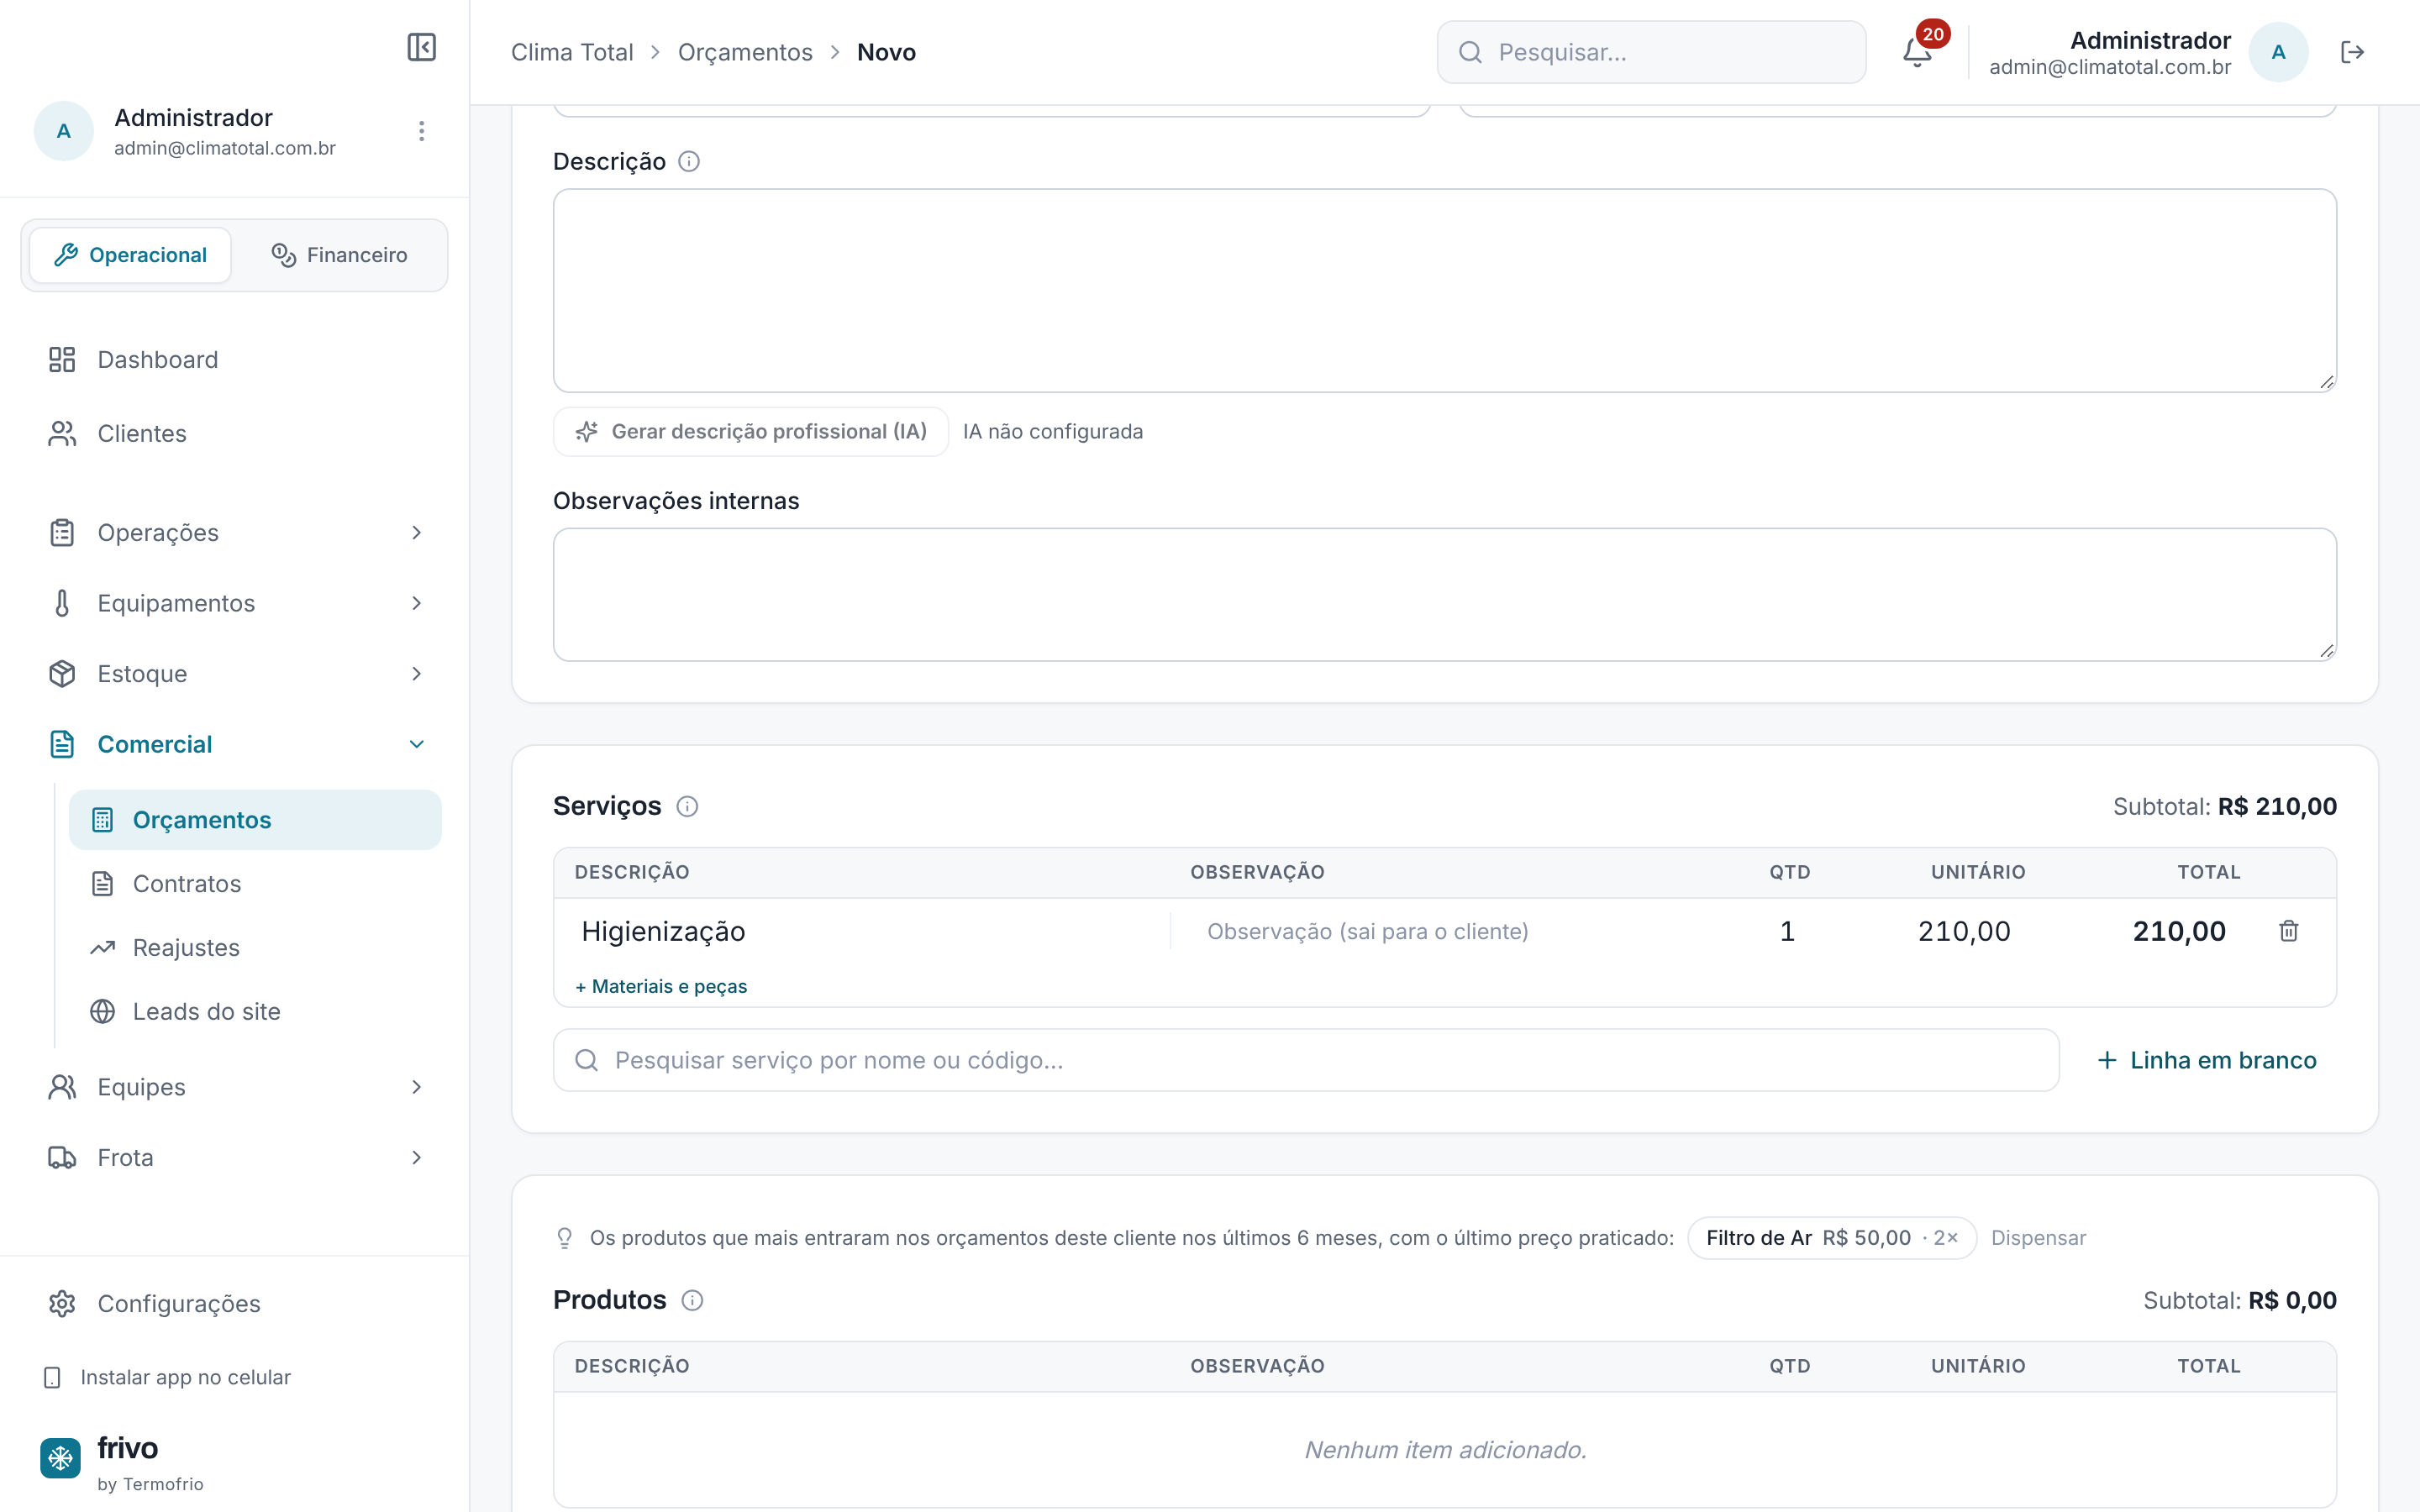 Clima Total > Orçamentos > Novo
Pesquisar...
20
Administrador
admin@climatotal.com.br
A
A
Administrador
admin@climatotal.com.br
Operacional
Financeiro
Dashboard
Clientes
Operações
Equipamentos
Estoque
Comercial
Orçamentos
Contratos
Reajustes
Leads do site
Equipes
Frota
Configurações
Instalar app no celular
frivo
by Termofrio
Descrição
Gerar descrição profissional (IA) IA não configurada
Observações internas
Serviços
Subtotal: R$ 210,00
DESCRIÇÃO OBSERVAÇÃO QTD UNITÁRIO TOTAL
Higienização Observação (sai para o cliente) 1 210,00 210,00
+ Materiais e peças
Pesquisar serviço por nome ou código...
+ Linha em branco
Os produtos que mais entraram nos orçamentos deste cliente nos últimos 6 meses, com o último preço praticado: Filtro de Ar R$ 50,00 · 2× Dispensar
Produtos
Subtotal: R$ 0,00
DESCRIÇÃO OBSERVAÇÃO QTD UNITÁRIO TOTAL
Nenhum item adicionado.